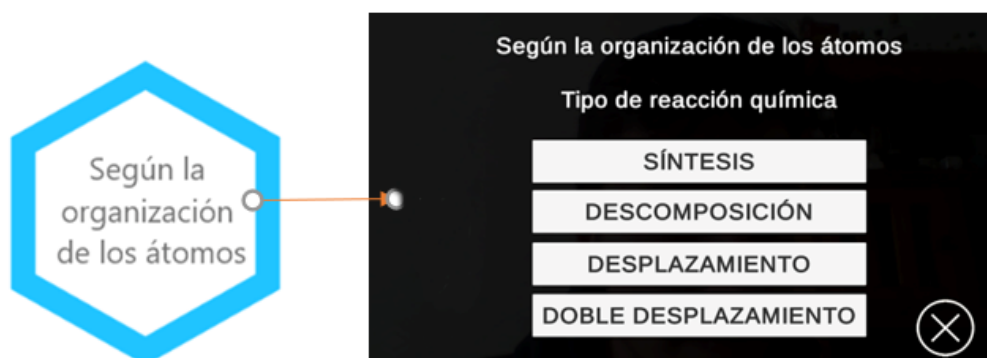 Según la
organización
de los átomos
Según la organización de los átomos
Tipo de reacción química
SÍNTESIS
DESCOMPOSICIÓN
DESPLAZAMIENTO
DOBLE DESPLAZAMIENTO